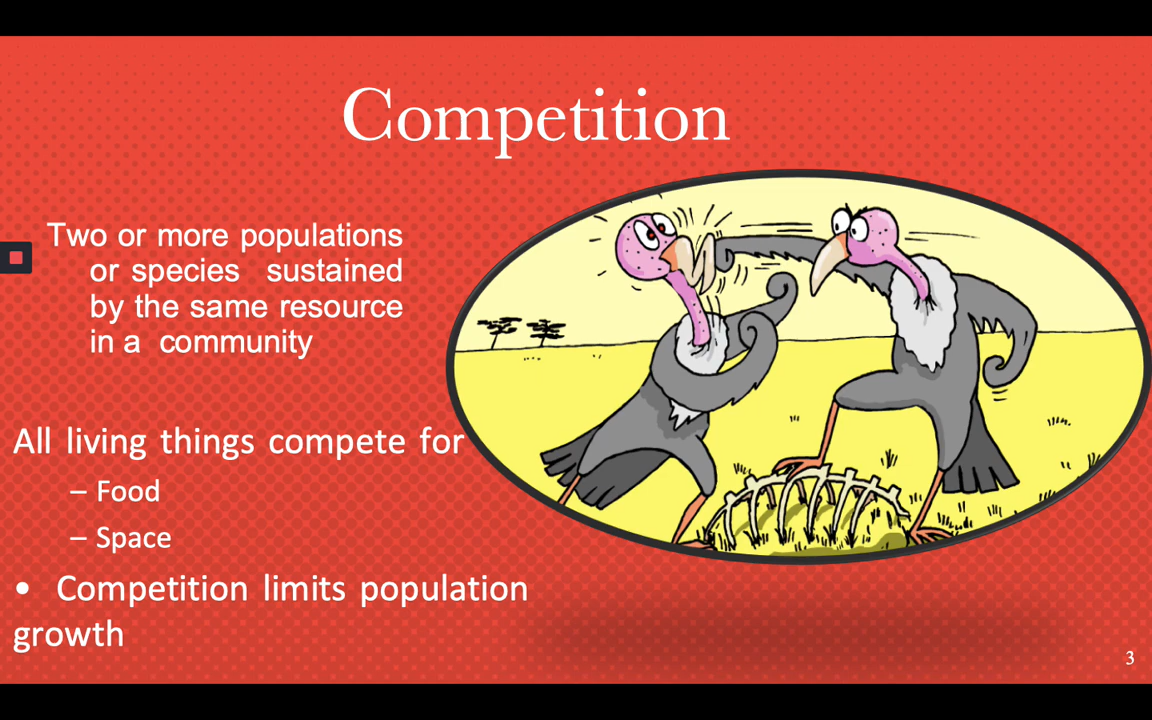 Competition
Two or more populations
or species sustained
by the same resource
in a community
All living things compete for
– Food
– Space
• Competition limits population
growth
3